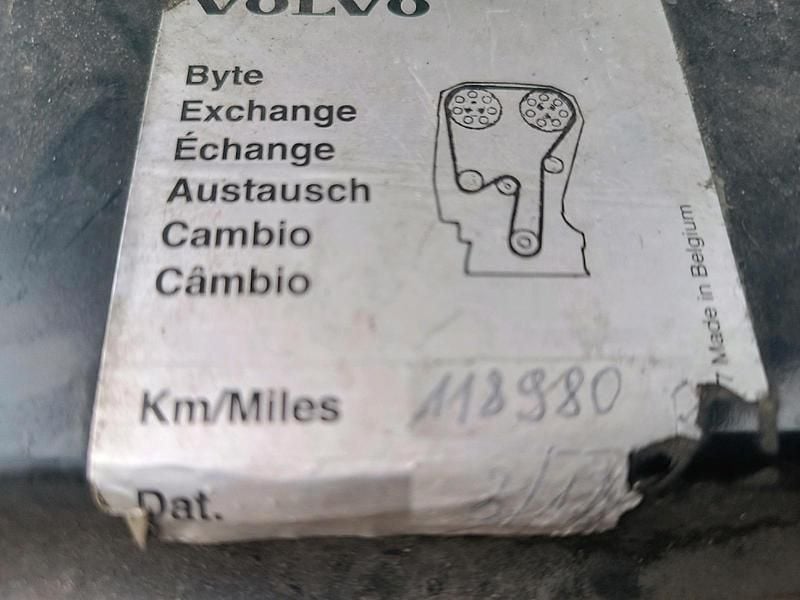 VOLVO
Byte
Exchange
Échange
Austausch
Cambio
Câmbio
Made in Belgium
Km/Miles 118980
Dat.